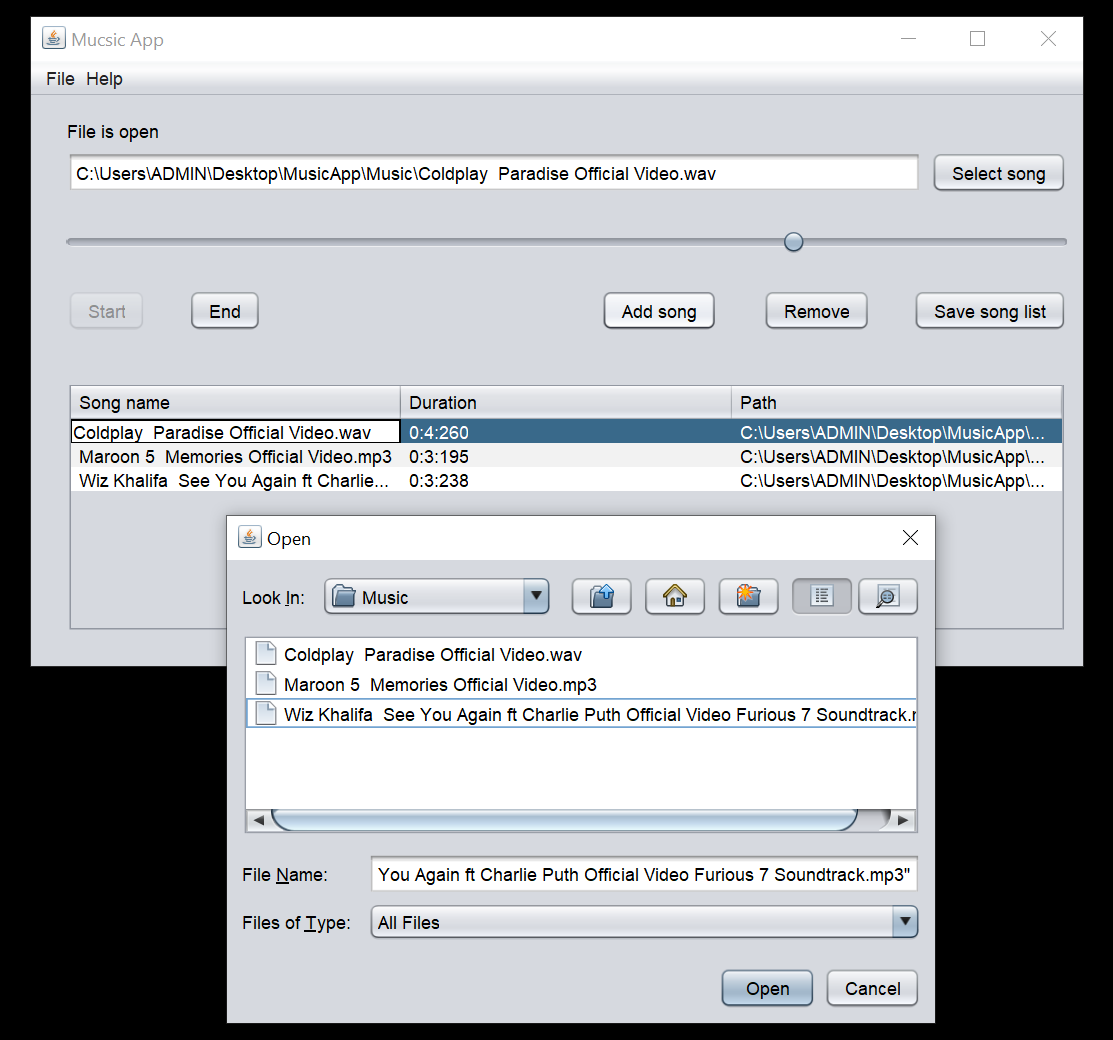 Mucsic App
File Help
File is open
C:\Users\ADMIN\Desktop\MusicApp\Music\Coldplay  Paradise Official Video.wav Select song
Start End Add song Remove Save song list
Song name Duration Path
Coldplay  Paradise Official Video.wav 0:4:260 C:\Users\ADMIN\Desktop\MusicApp\...
Maroon 5  Memories Official Video.mp3 0:3:195 C:\Users\ADMIN\Desktop\MusicApp\...
Wiz Khalifa  See You Again ft Charlie... 0:3:238 C:\Users\ADMIN\Desktop\MusicApp\...
Open
Look In: Music
Coldplay  Paradise Official Video.wav
Maroon 5  Memories Official Video.mp3
Wiz Khalifa  See You Again ft Charlie Puth Official Video Furious 7 Soundtrack.
File Name: You Again ft Charlie Puth Official Video Furious 7 Soundtrack.mp3"
Files of Type: All Files
Open Cancel